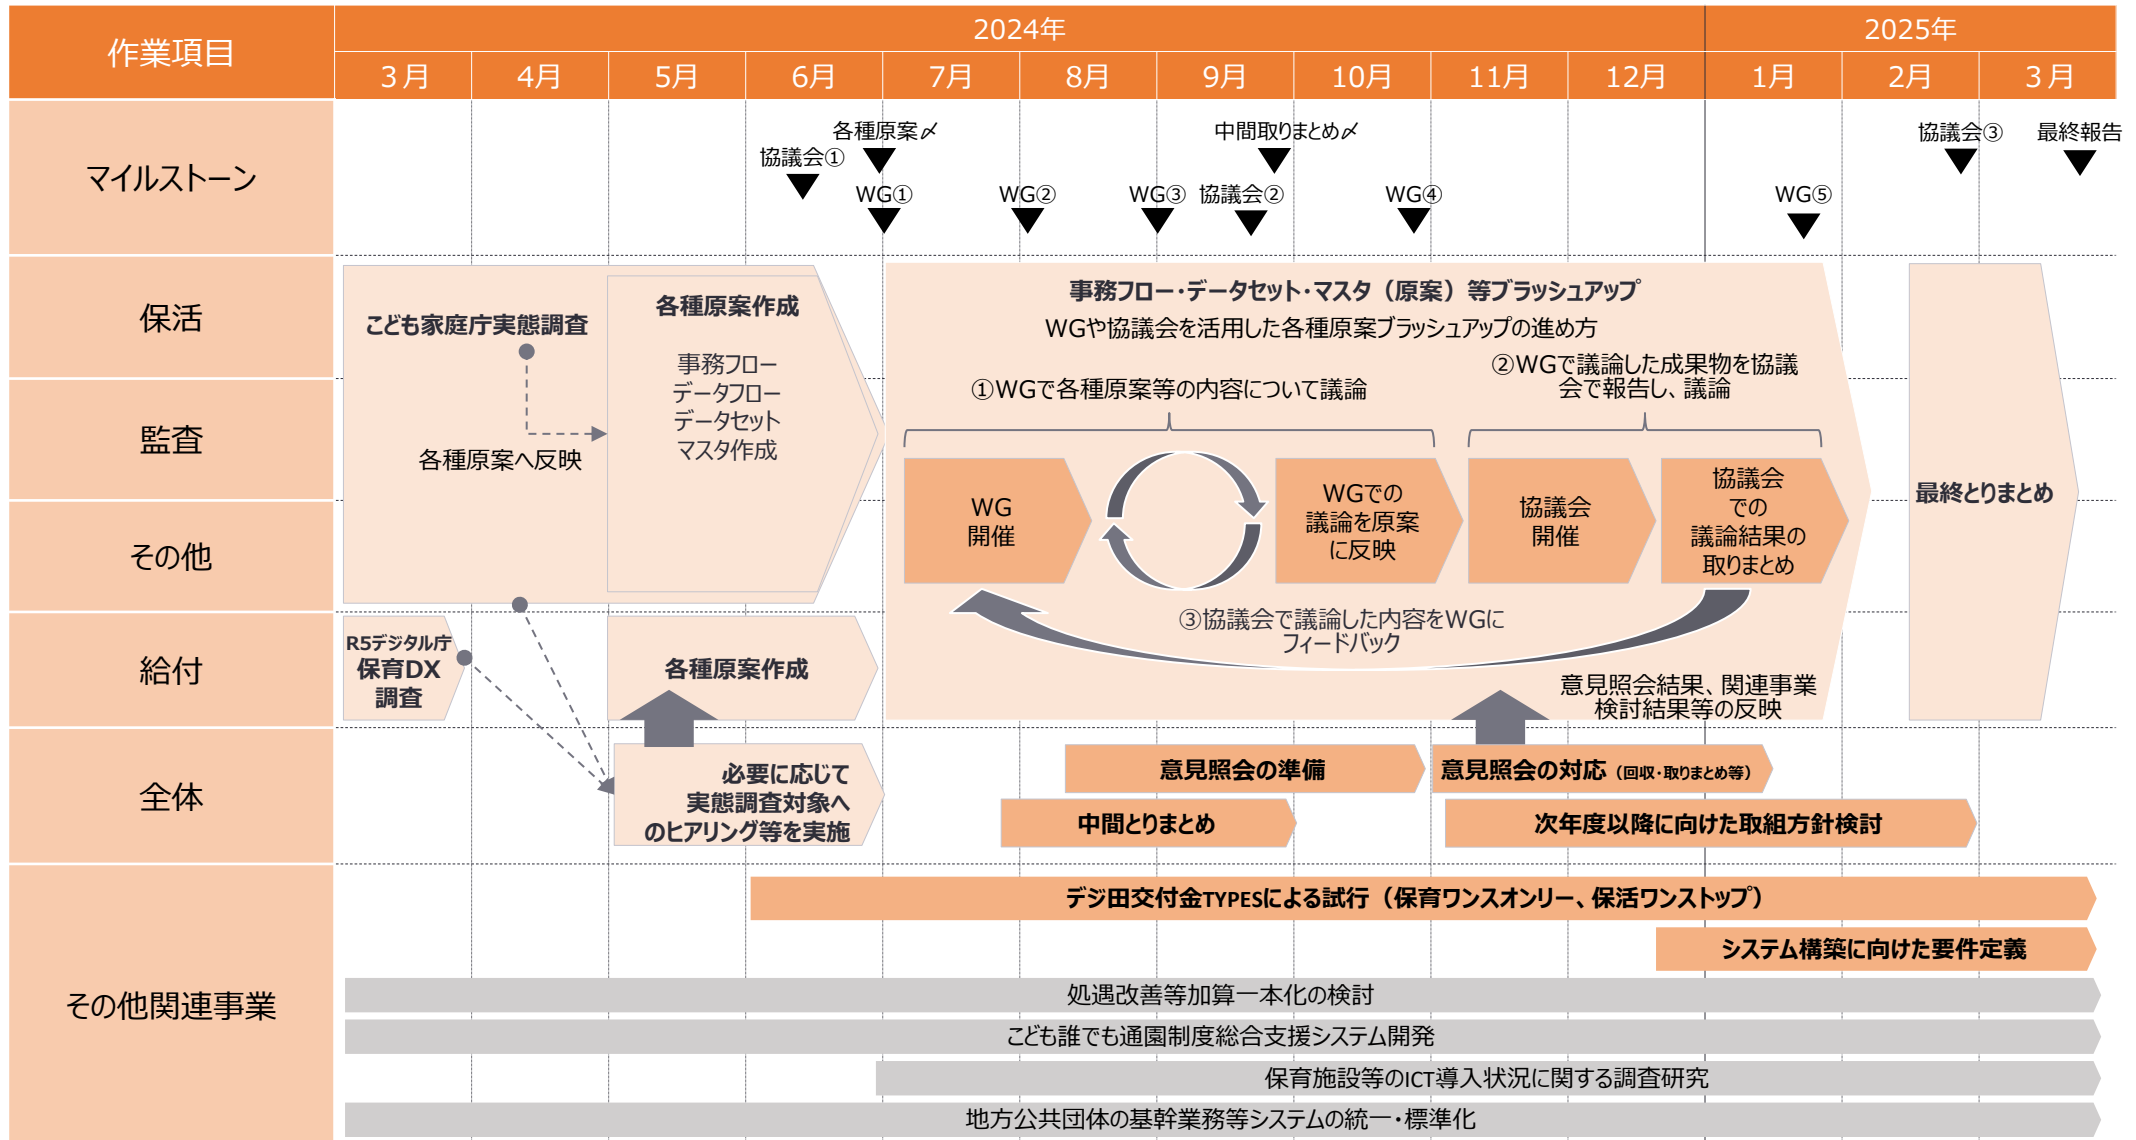 作業項目
2024年
2025年
3月
4月
5月
6月
7月
8月
9月
10月
11月
12月
1月
2月
3月
マイルストーン
各種原案〆
中間取りまとめ〆
協議会③
最終報告
協議会①
WG①
WG②
WG③
協議会②
WG④
WG⑤
保活
監査
その他
給付
こども家庭庁実態調査
各種原案へ反映
各種原案作成
事務フロー
データフロー
データセット
マスタ作成
事務フロー・データセット・マスタ（原案）等ブラッシュアップ
WGや協議会を活用した各種原案ブラッシュアップの進め方
①WGで各種原案等の内容について議論
②WGで議論した成果物を協議
会で報告し、議論
WG
開催
WGでの
議論を原案
に反映
協議会
開催
協議会
での
議論結果の
取りまとめ
③協議会で議論した内容をWGに
フィードバック
意見照会結果、関連事業
検討結果等の反映
最終とりまとめ
R5デジタル庁
保育DX
調査
各種原案作成
全体
必要に応じて
実態調査対象へ
のヒアリング等を実施
意見照会の準備
意見照会の対応（回収・取りまとめ等）
中間とりまとめ
次年度以降に向けた取組方針検討
その他関連事業
デジ田交付金TYPESによる試行（保育ワンスオンリー、保活ワンストップ）
システム構築に向けた要件定義
処遇改善等加算一本化の検討
こども誰でも通園制度総合支援システム開発
保育施設等のICT導入状況に関する調査研究
地方公共団体の基幹業務等システムの統一・標準化